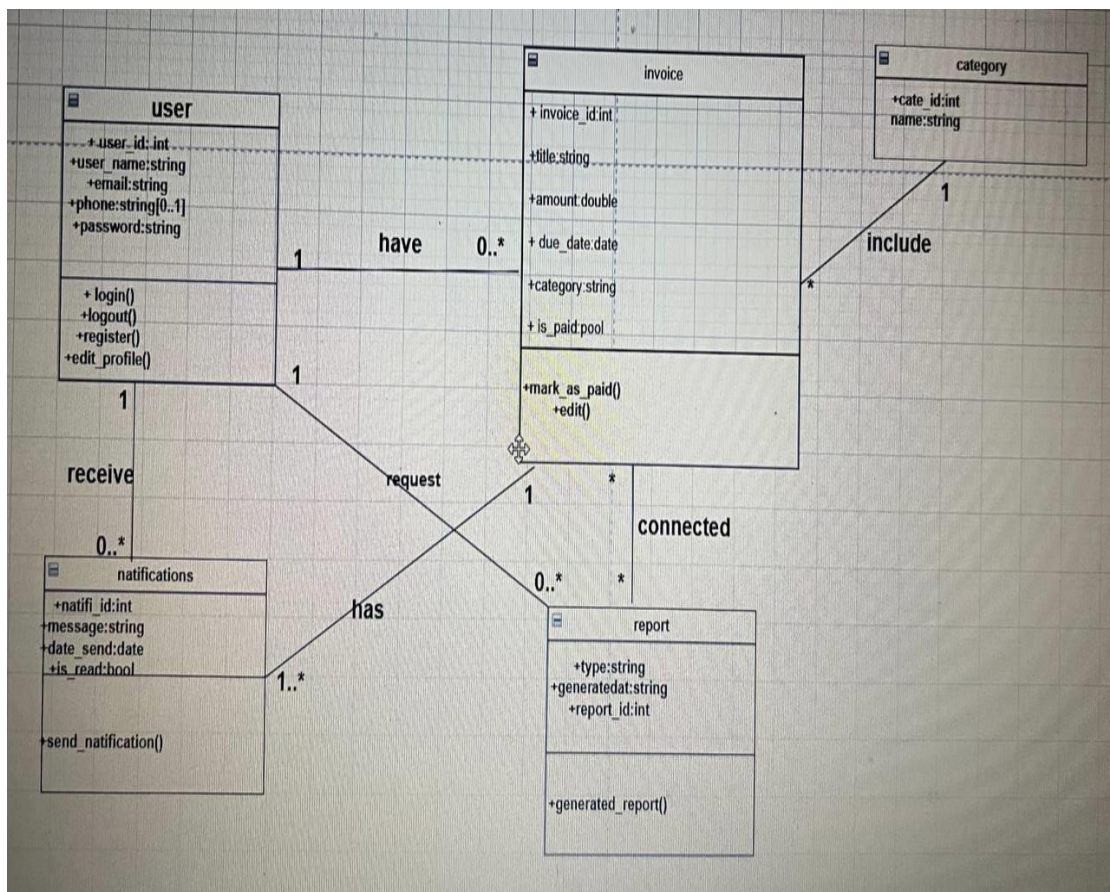 user
+ user_id: int
+user_name:string
+email:string
+phone:string[0..1]
+password:string
+ login()
+logout()
+register()
+edit_profile()
invoice
+ invoice_id:int
+title:string
+amount:double
+ due_date:date
+category:string
+ is_paid:pool
+mark_as_paid()
+edit()
category
+cate_id:int
name:string
1
have
0..*
1
include
*
1
receive
0..*
1
request
0..*
1
has
1..*
*
connected
*
natifications
+natifi_id:int
+message:string
+date_send:date
+is_read:bool
+send_natification()
report
+type:string
+generatedat:string
+report_id:int
+generated_report()